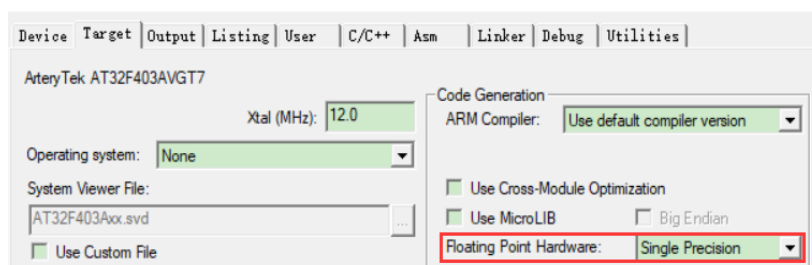 Device Target Output Listing User C/C++ Asm Linker Debug Utilities
ArteryTek AT32F403AVGT7
Xtal (MHz): 12.0
Operating system: None
System Viewer File:
AT32F403Axx.svd ...
Use Custom File
Code Generation
ARM Compiler: Use default compiler version
Use Cross-Module Optimization
Use MicroLIB Big Endian
Floating Point Hardware: Single Precision